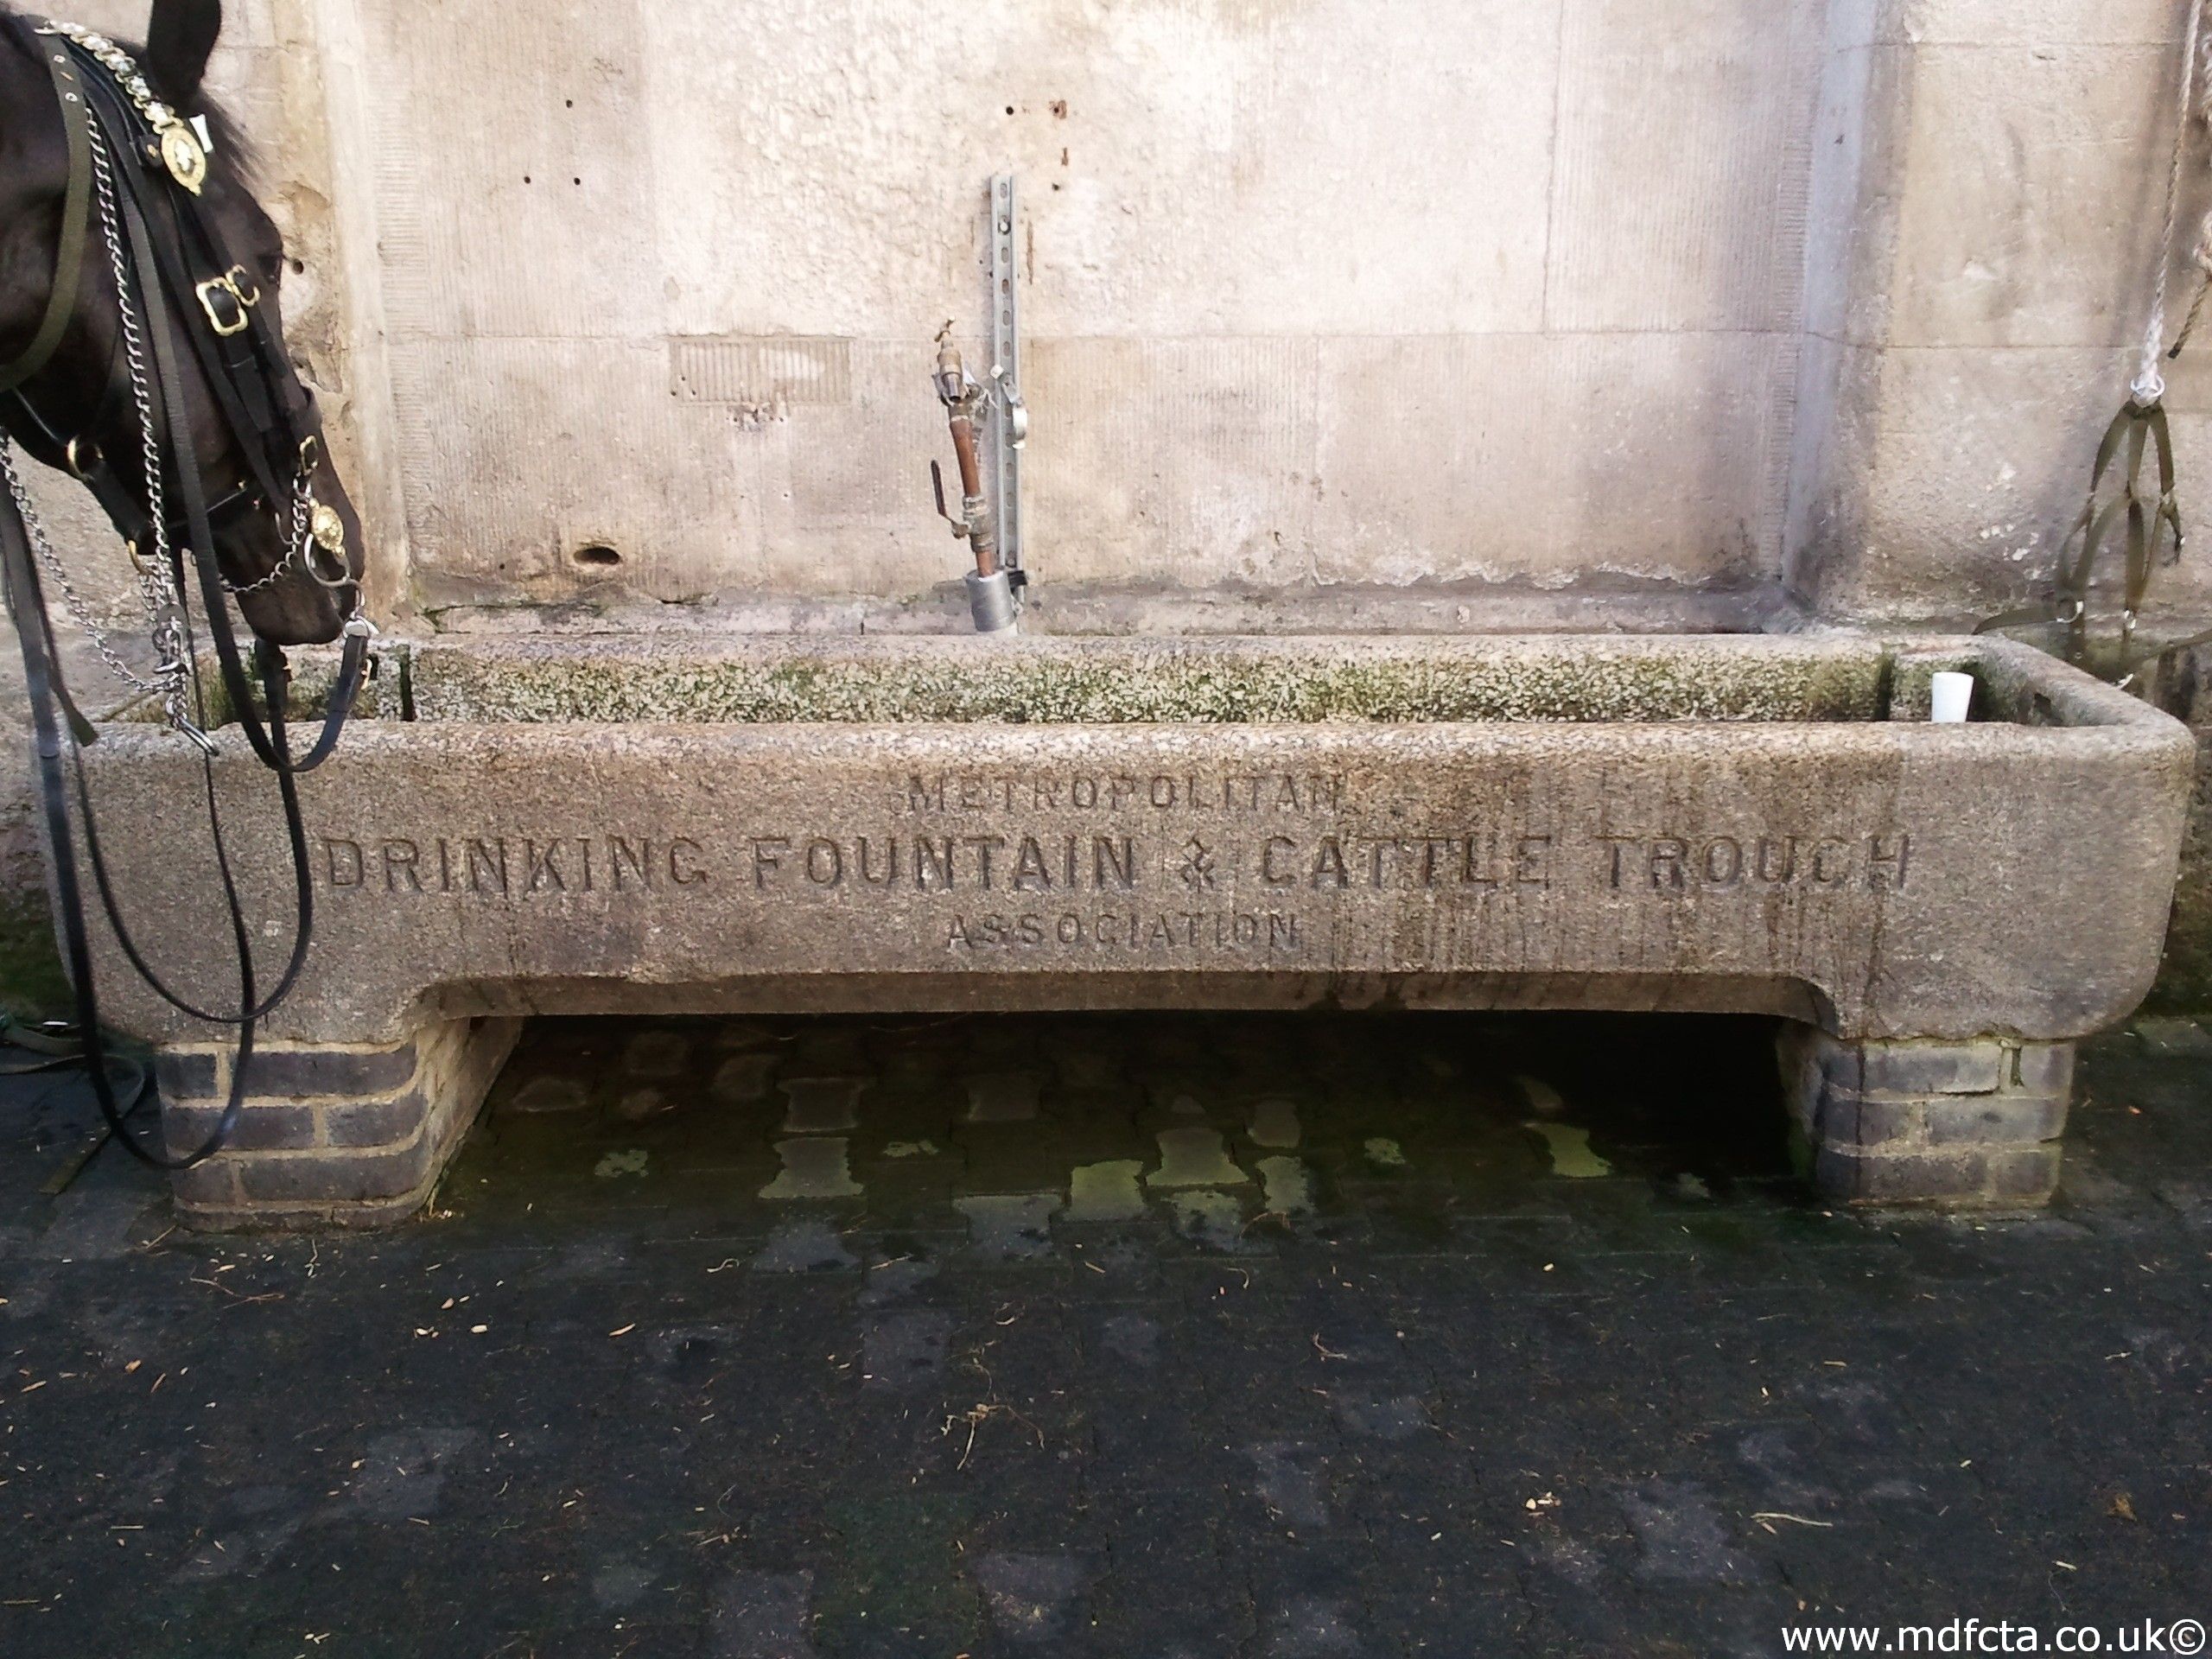 METROPOLITAN
DRINKING FOUNTAIN & CATTLE TROUGH
ASSOCIATION
www.mdfcta.co.uk©